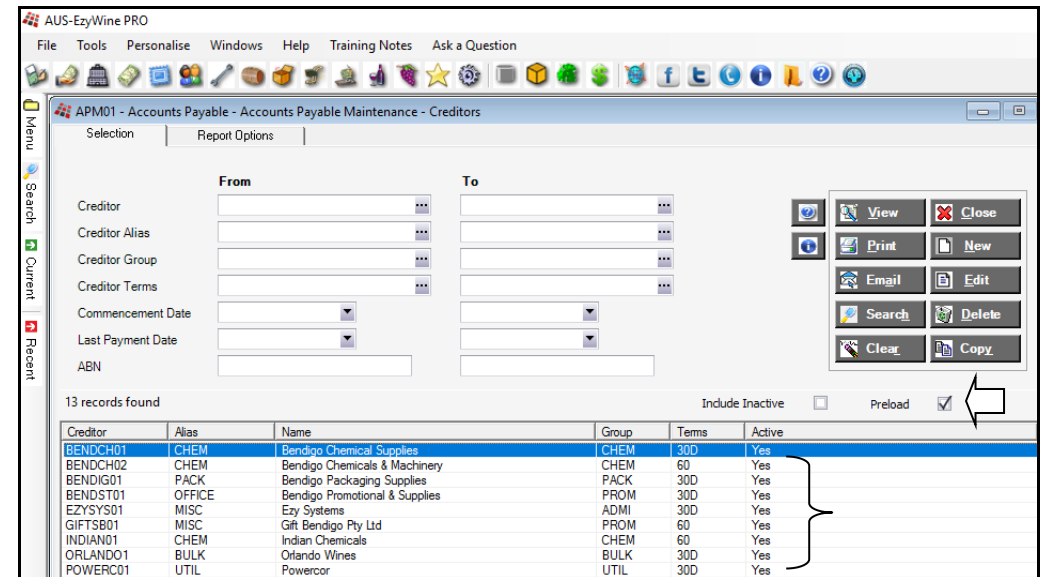 AUS-EzyWine PRO
File Tools Personalise Windows Help Training Notes Ask a Question
Menu
Search
Current
Recent
APM01 - Accounts Payable - Accounts Payable Maintenance - Creditors
Selection Report Options
From To
Creditor
Creditor Alias
Creditor Group
Creditor Terms
Commencement Date
Last Payment Date
ABN
View Close
Print New
Email Edit
Search Delete
Clear Copy
13 records found Include Inactive Preload
Creditor Alias Name Group Terms Active
BENDCH01 CHEM Bendigo Chemical Supplies CHEM 30D Yes
BENDCH02 CHEM Bendigo Chemicals & Machinery CHEM 60 Yes
BENDIG01 PACK Bendigo Packaging Supplies PACK 30D Yes
BENDST01 OFFICE Bendigo Promotional & Supplies PROM 30D Yes
EZYSYS01 MISC Ezy Systems ADMI 30D Yes
GIFTSB01 MISC Gift Bendigo Pty Ltd PROM 60 Yes
INDIAN01 CHEM Indian Chemicals CHEM 60 Yes
ORLANDO1 BULK Orlando Wines BULK 30D Yes
POWERC01 UTIL Powercor UTIL 30D Yes